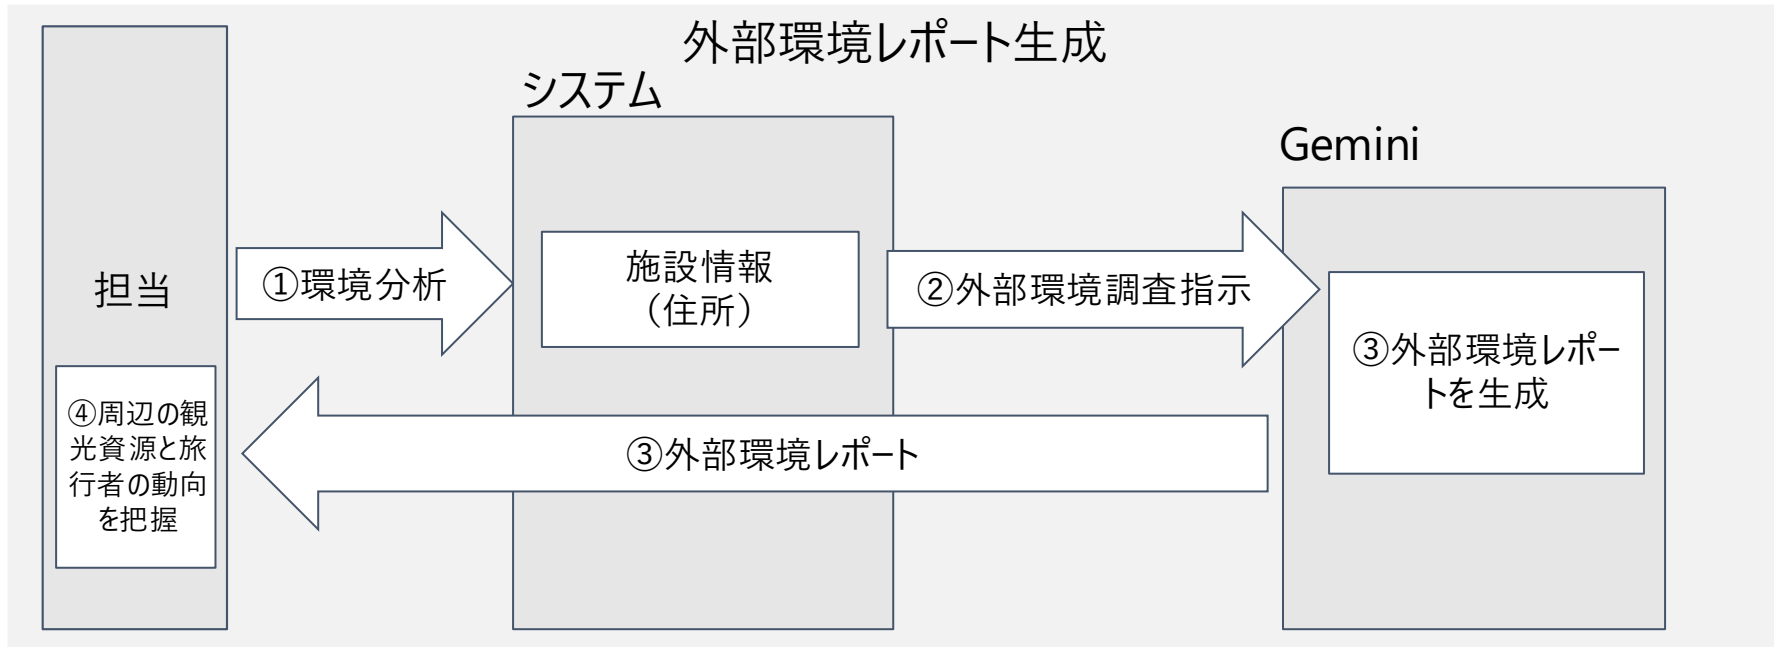 外部環境レポート生成
システム
Gemini
担当
①環境分析
施設情報
（住所）
②外部環境調査指示
③外部環境レポー
トを生成
③外部環境レポート
④周辺の観
光資源と旅
行者の動向
を把握